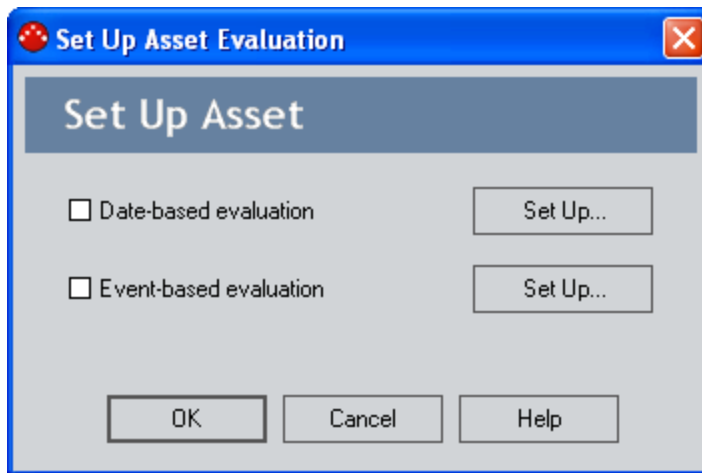 Set Up Asset Evaluation
Set Up Asset
Date-based evaluation Set Up...
Event-based evaluation Set Up...
OK Cancel Help